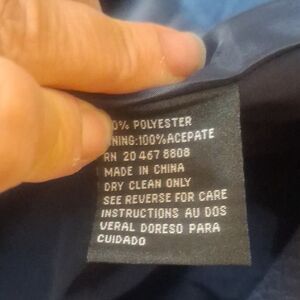 0% POLYESTER
NING:100%ACEPATE
RN 20 467 8808
MADE IN CHINA
DRY CLEAN ONLY
SEE REVERSE FOR CARE
INSTRUCTIONS AU DOS
VERAL DORESO PARA
CUIDADO